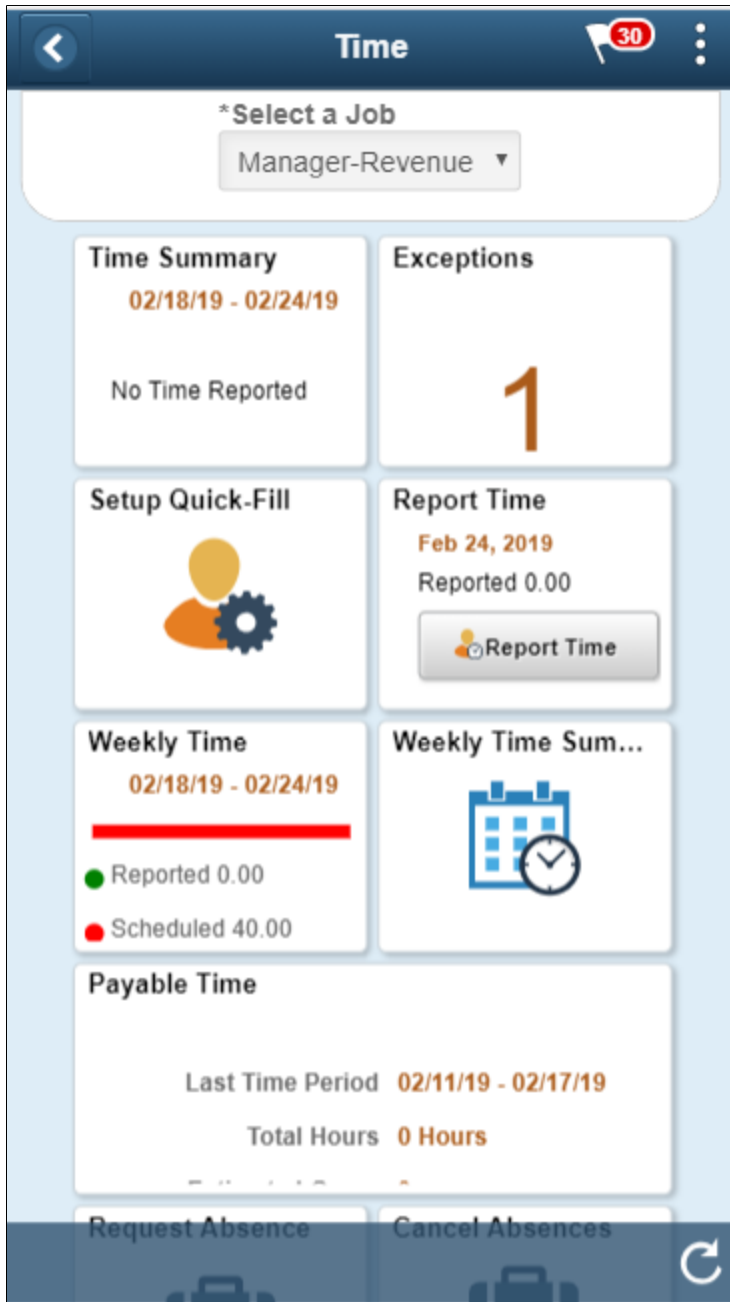 Time
30
*Select a Job
Manager-Revenue
Time Summary
02/18/19 - 02/24/19
No Time Reported
Exceptions
1
Setup Quick-Fill
Report Time
Feb 24, 2019
Reported 0.00
Report Time
Weekly Time
02/18/19 - 02/24/19
Reported 0.00
Scheduled 40.00
Weekly Time Sum...
Payable Time
Last Time Period 02/11/19 - 02/17/19
Total Hours 0 Hours
Request Absence
Cancel Absences